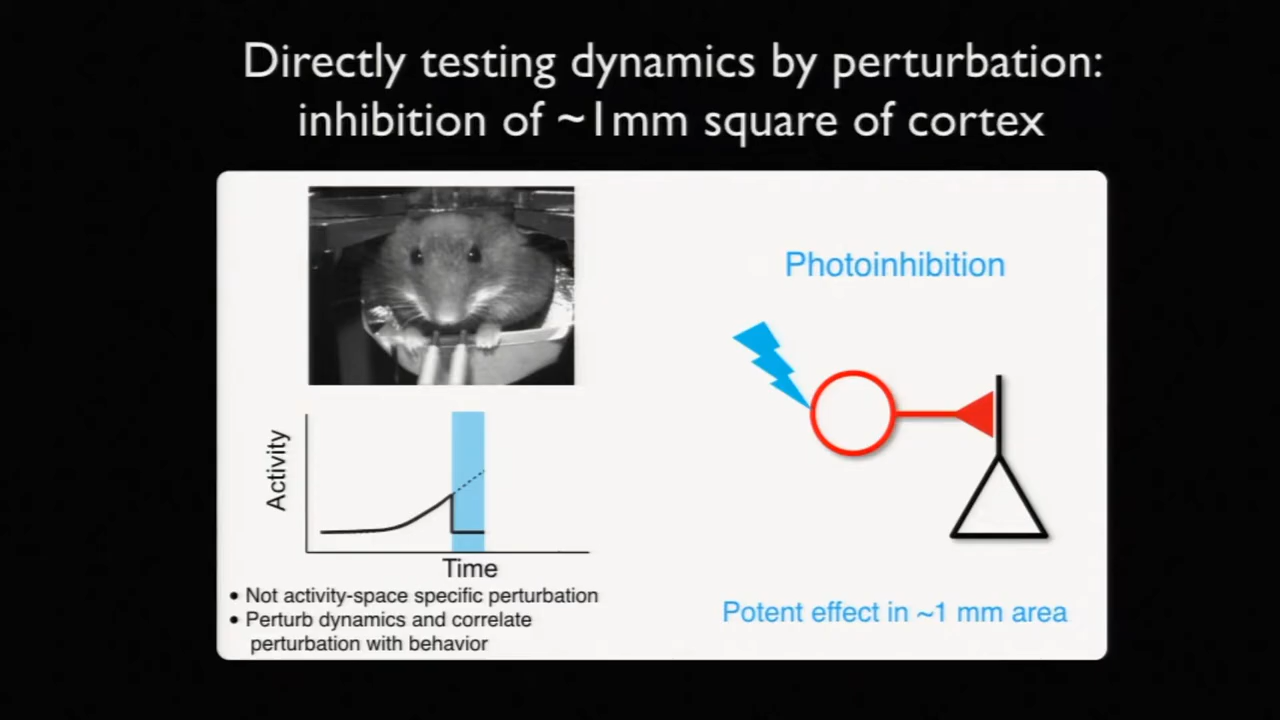 Directly testing dynamics by perturbation:
inhibition of ~1mm square of cortex
Photoinhibition
Activity
Time
• Not activity-space specific perturbation
• Perturb dynamics and correlate
perturbation with behavior
Potent effect in ~1 mm area